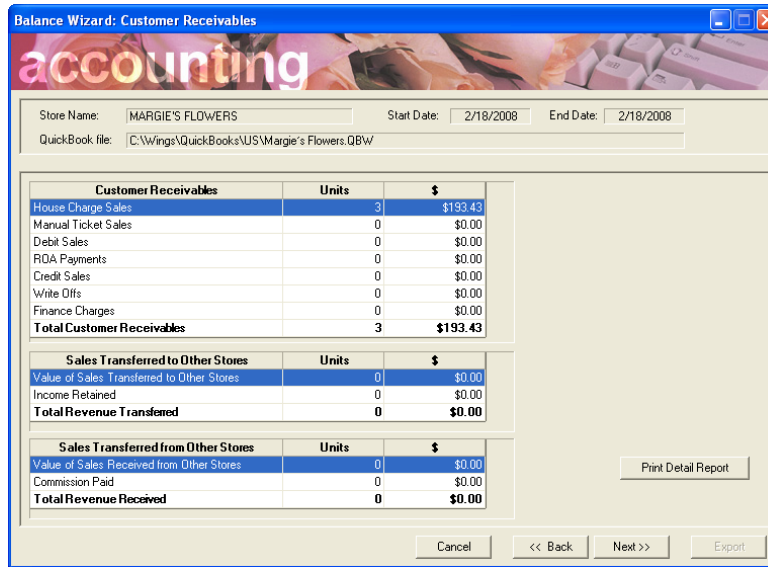 Balance Wizard: Customer Receivables
accounting
Store Name: MARGIE'S FLOWERS Start Date: 2/18/2008 End Date: 2/18/2008
QuickBook file: C:\Wings\QuickBooks\US\Margie's Flowers.QBW
Customer Receivables Units $
House Charge Sales 3 $193.43
Manual Ticket Sales 0 $0.00
Debit Sales 0 $0.00
ROA Payments 0 $0.00
Credit Sales 0 $0.00
Write Offs 0 $0.00
Finance Charges 0 $0.00
Total Customer Receivables 3 $193.43
Sales Transferred to Other Stores Units $
Value of Sales Transferred to Other Stores 0 $0.00
Income Retained 0 $0.00
Total Revenue Transferred 0 $0.00
Sales Transferred from Other Stores Units $
Value of Sales Received from Other Stores 0 $0.00
Commission Paid 0 $0.00
Total Revenue Received 0 $0.00
Print Detail Report
Cancel << Back Next >> Export